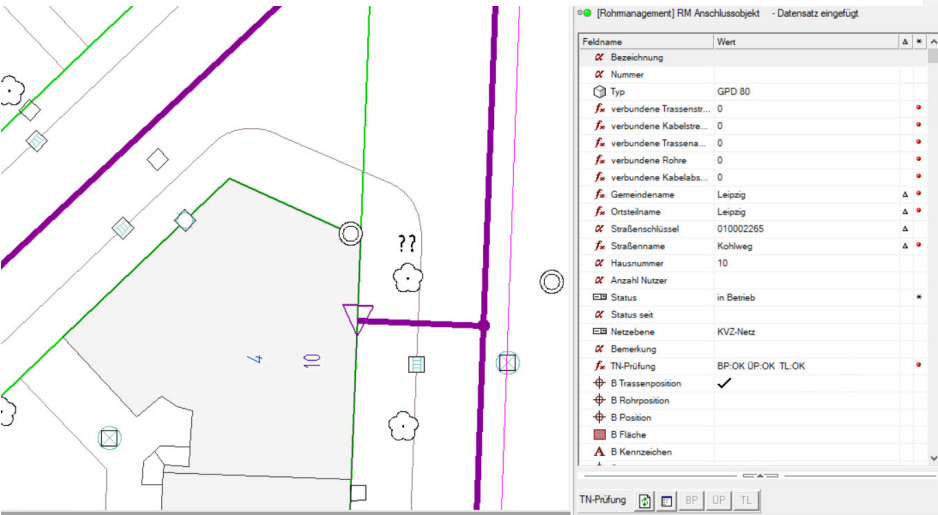 [Rohrmanagement] RM Anschlussobjekt - Datensatz eingefügt
Feldname Wert
Bezeichnung
Nummer
Typ GPD 80
verbundene Trassenstr... 0
verbundene Kabelstre... 0
verbundene Trassena... 0
verbundene Rohre 0
verbundene Kabelabs... 0
Gemeindename Leipzig
Ortsteilname Leipzig
Straßenschlüssel 010002265
Straßenname Kohlweg
Hausnummer 10
Anzahl Nutzer
Status in Betrieb
Status seit
Netzebene KVZ-Netz
Bemerkung
TN-Prüfung BP:OK ÜP:OK TL:OK
B Trassenposition
B Rohrposition
B Position
B Fläche
B Kennzeichen
TN-Prüfung BP ÜP TL
??
4
10